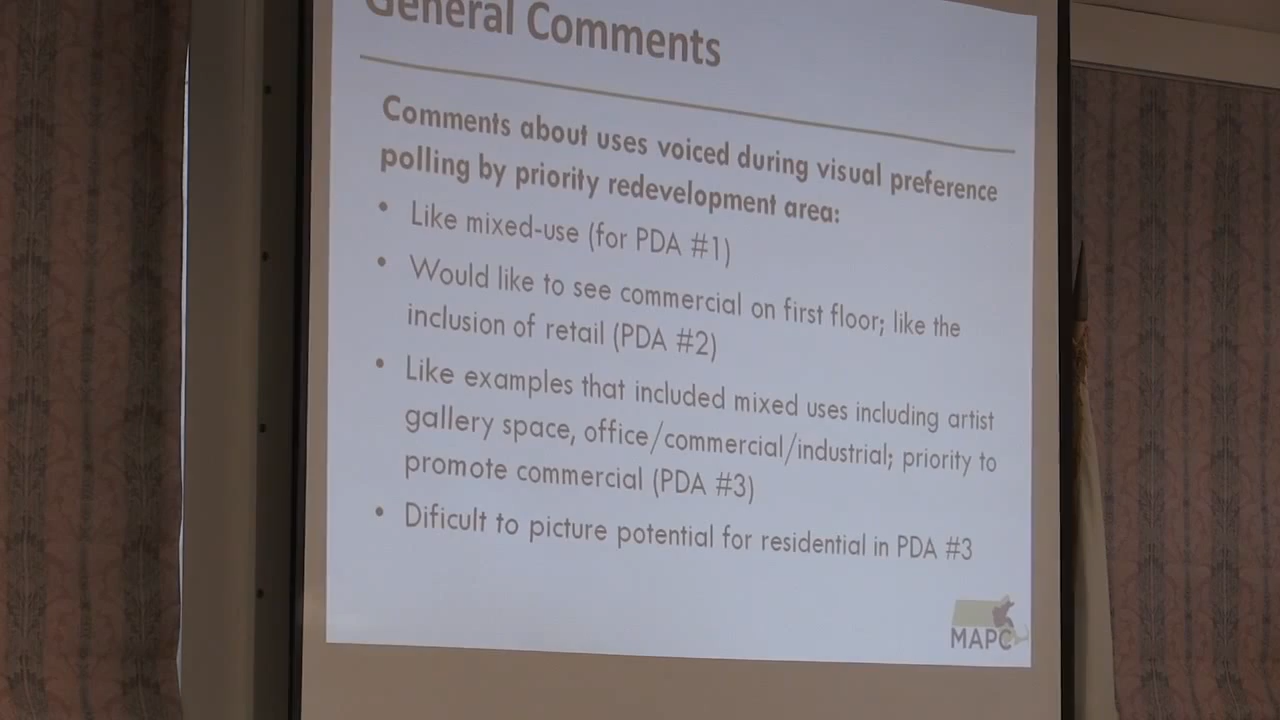 General Comments
Comments about uses voiced during visual preference
polling by priority redevelopment area:
• Like mixed-use (for PDA #1)
• Would like to see commercial on first floor; like the
inclusion of retail (PDA #2)
• Like examples that included mixed uses including artist
gallery space, office/commercial/industrial; priority to
promote commercial (PDA #3)
• Dificult to picture potential for residential in PDA #3
MAPC